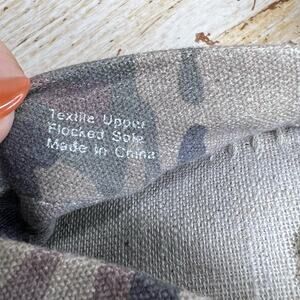 Textile Upper
Flocked Sole
Made in China